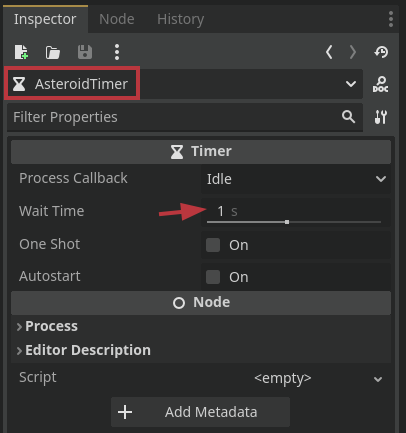 Inspector Node History
AsteroidTimer
DOC
Filter Properties
Timer
Process Callback Idle
Wait Time 1 s
One Shot On
Autostart On
Node
Process
Editor Description
Script <empty>
Add Metadata